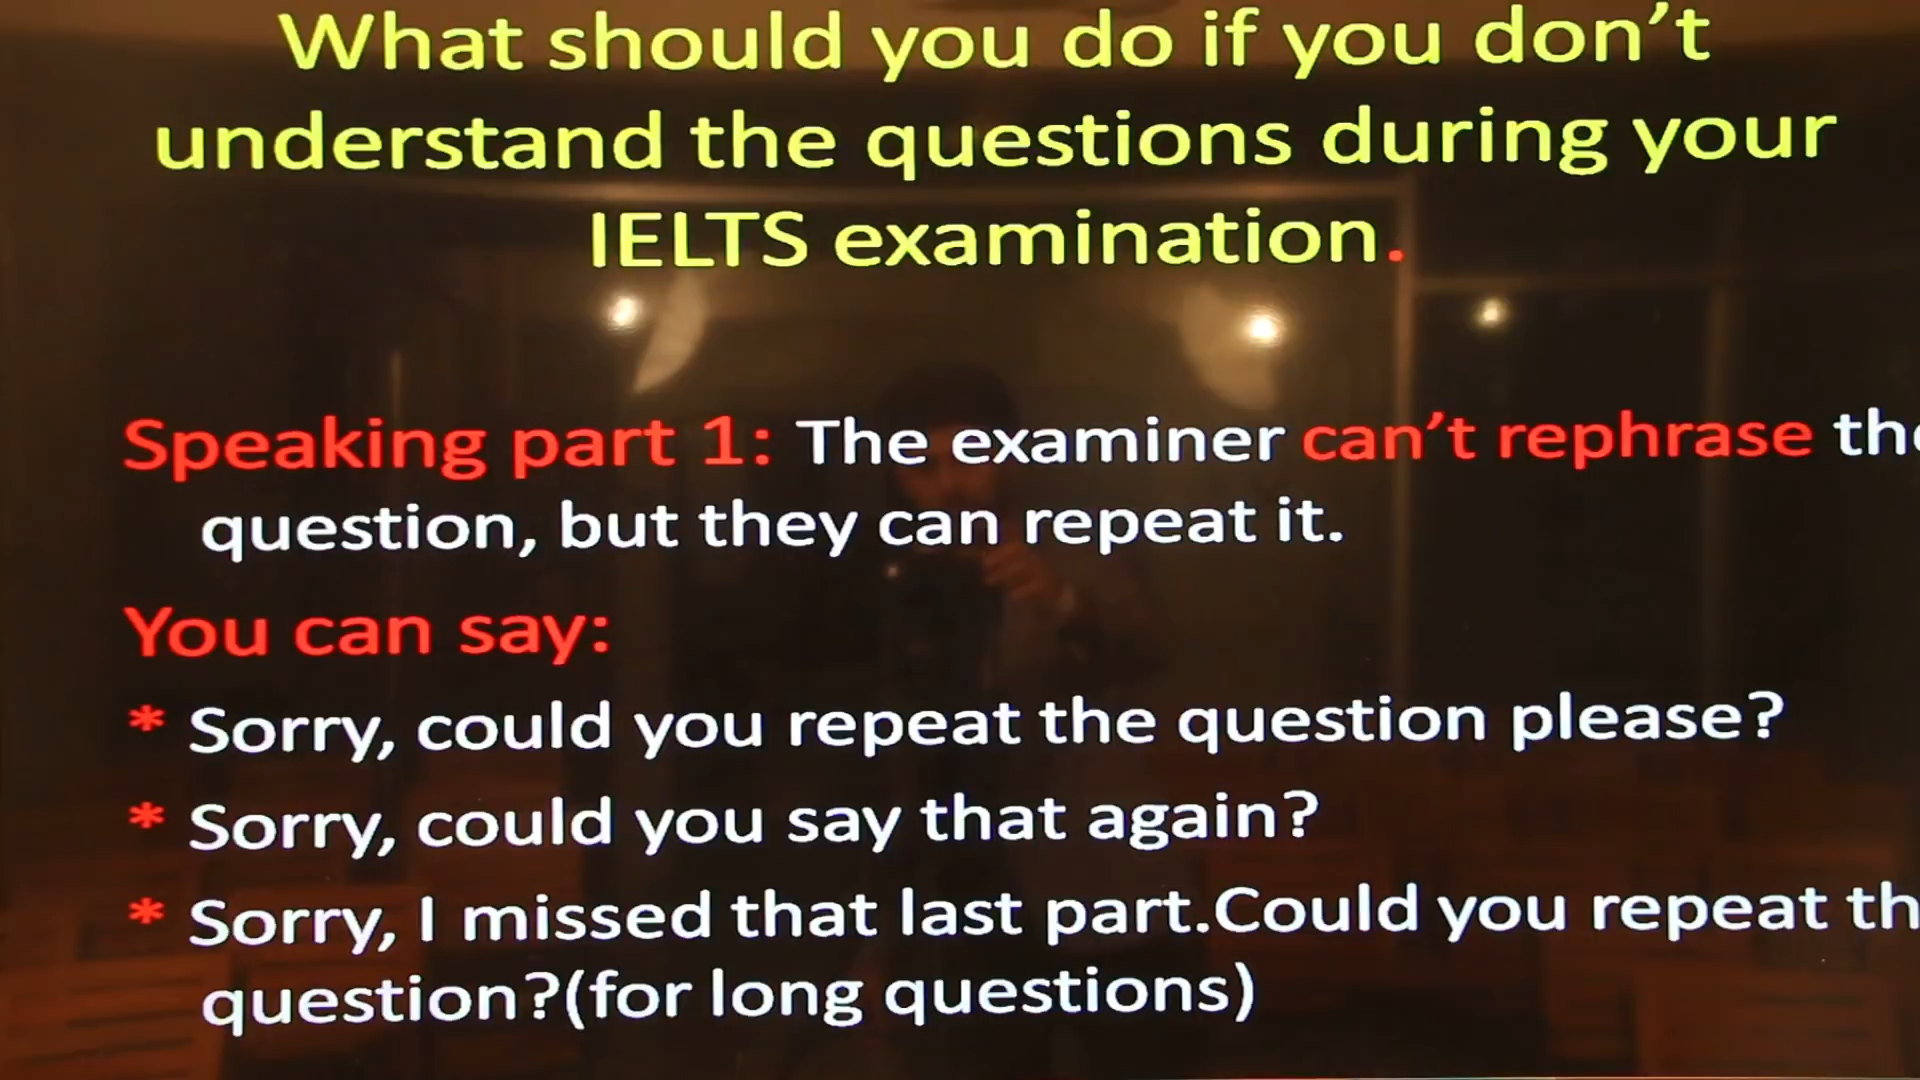 What should you do if you don't
understand the questions during your
IELTS examination.
Speaking part 1: The examiner can't rephrase
question, but they can repeat it.
You can say:
* Sorry, could you repeat the question please?
* Sorry, could you say that again?
* Sorry, I missed that last part.Could you repeat
question?(for long questions)